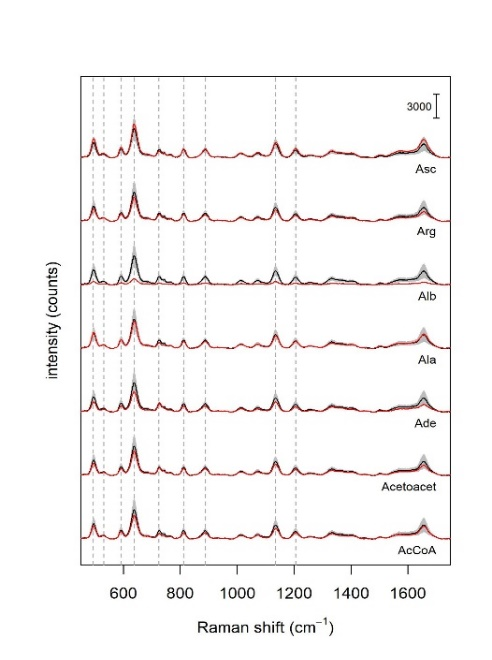 3000
Asc
Arg
Alb
Ala
Ade
Acetoacet
AcCoA
intensity (counts)
600 800 1000 1200 1400 1600
Raman shift (cm⁻¹)